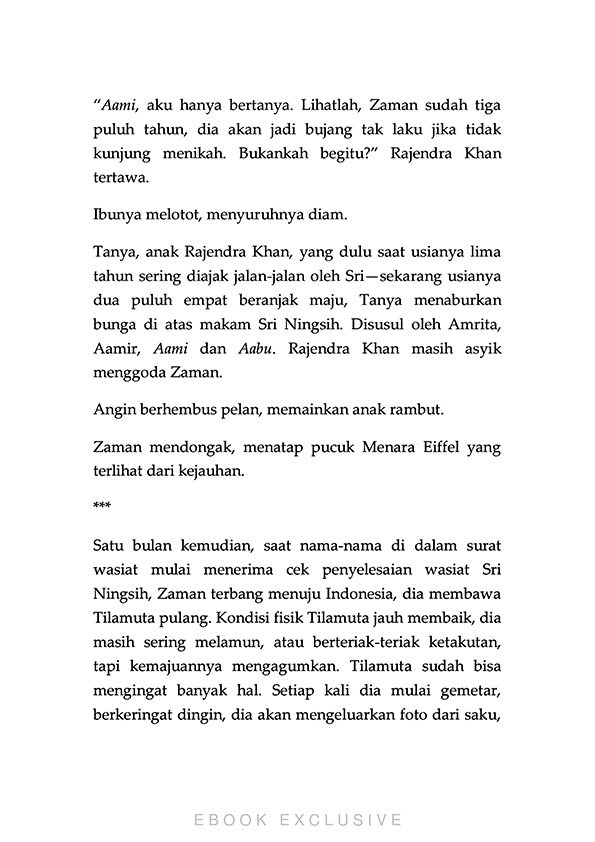 “Aami, aku hanya bertanya. Lihatlah, Zaman sudah tiga
puluh tahun, dia akan jadi bujang tak laku jika tidak
kunjung menikah. Bukankah begitu?” Rajendra Khan
tertawa.
Ibunya melotot, menyuruhnya diam.
Tanya, anak Rajendra Khan, yang dulu saat usianya lima
tahun sering diajak jalan-jalan oleh Sri—sekarang usianya
dua puluh empat beranjak maju, Tanya menaburkan
bunga di atas makam Sri Ningsih. Disusul oleh Amrita,
Aamir, Aami dan Aabu. Rajendra Khan masih asyik
menggoda Zaman.
Angin berhembus pelan, memainkan anak rambut.
Zaman mendongak, menatap pucuk Menara Eiffel yang
terlihat dari kejauhan.
***
Satu bulan kemudian, saat nama-nama di dalam surat
wasiat mulai menerima cek penyelesaian wasiat Sri
Ningsih, Zaman terbang menuju Indonesia, dia membawa
Tilamuta pulang. Kondisi fisik Tilamuta jauh membaik, dia
masih sering melamun, atau berteriak-teriak ketakutan,
tapi kemajuannya mengagumkan. Tilamuta sudah bisa
mengingat banyak hal. Setiap kali dia mulai gemetar,
berkeringat dingin, dia akan mengeluarkan foto dari saku,
EBOOK EXCLUSIVE